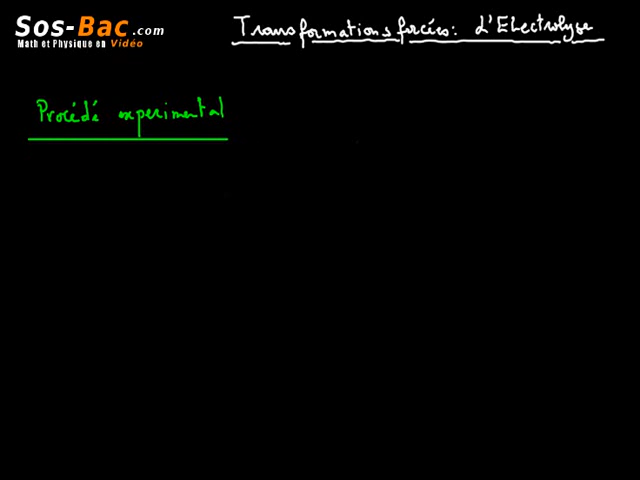 Sos-Bac.com
Math et Physique en Vidéo
Transformations forcées: L'Electrolyse
Procédé experimental